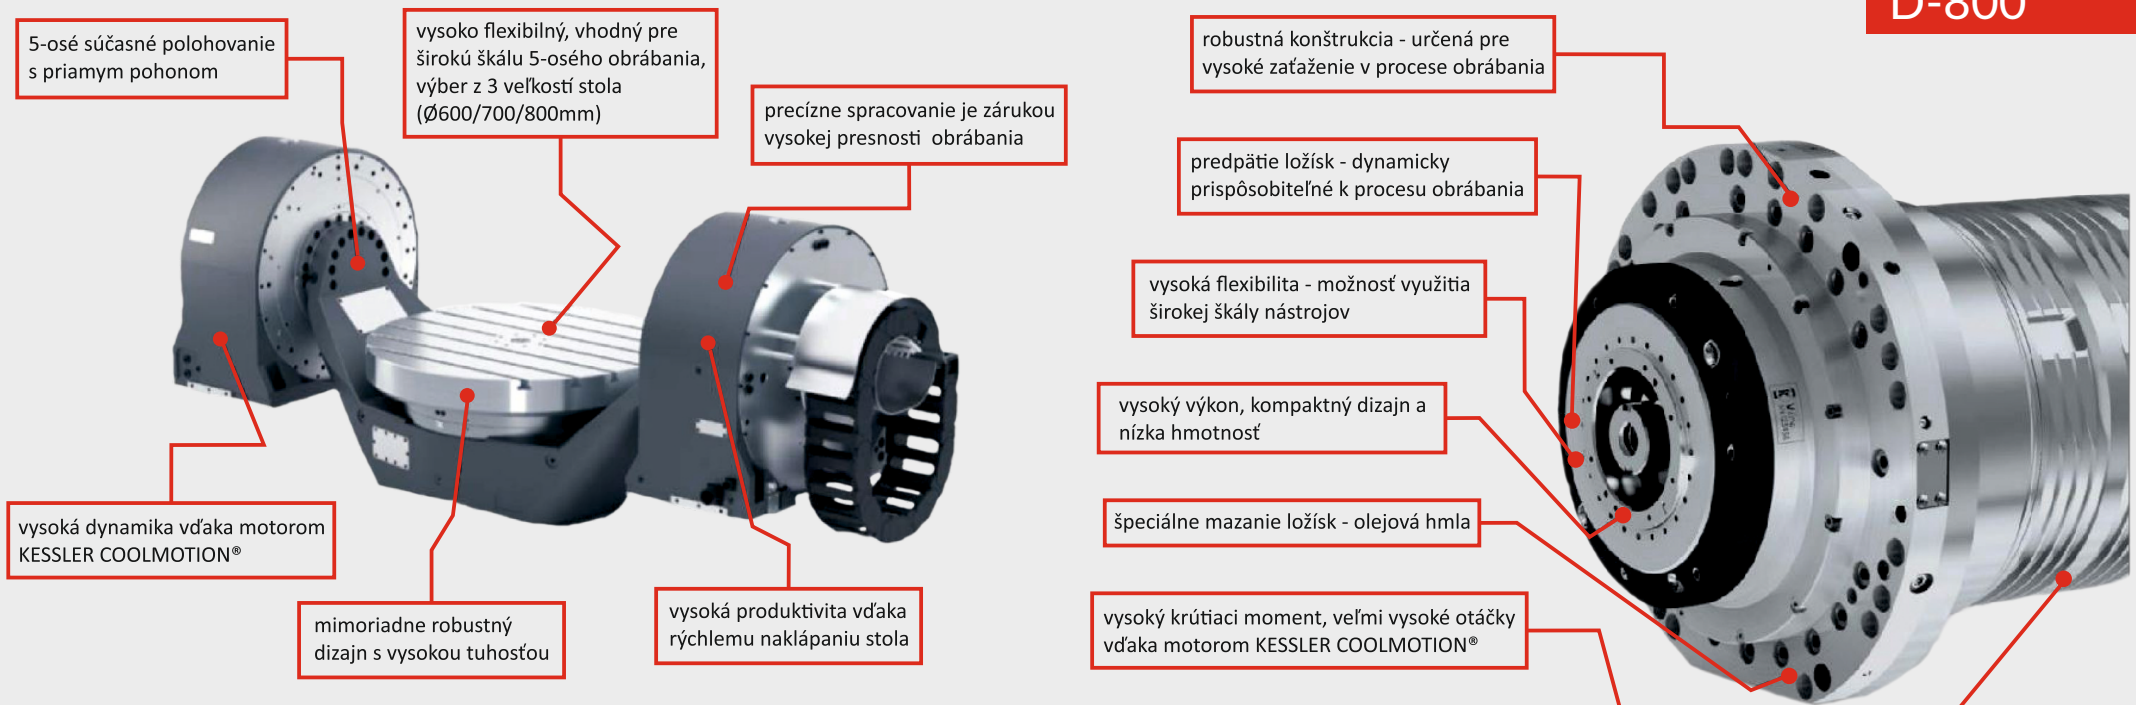 D-800
5-osé súčasné polohovanie
s priamym pohonom
vysoko flexibilný, vhodný pre
širokú škálu 5-osého obrábania,
výber z 3 veľkostí stola
(Ø600/700/800mm)
precízne spracovanie je zárukou
vysokej presnosti obrábania
vysoká dynamika vďaka motorom
KESSLER COOLMOTION®
mimoriadne robustný
dizajn s vysokou tuhosťou
vysoká produktivita vďaka
rýchlemu naklápaniu stola
robustná konštrukcia - určená pre
vysoké zaťaženie v procese obrábania
predpätie ložísk - dynamicky
prispôsobiteľné k procesu obrábania
vysoká flexibilita - možnosť využitia
širokej škály nástrojov
vysoký výkon, kompaktný dizajn a
nízka hmotnosť
špeciálne mazanie ložísk - olejová hmla
vysoký krútiaci moment, veľmi vysoké otáčky
vďaka motorom KESSLER COOLMOTION®